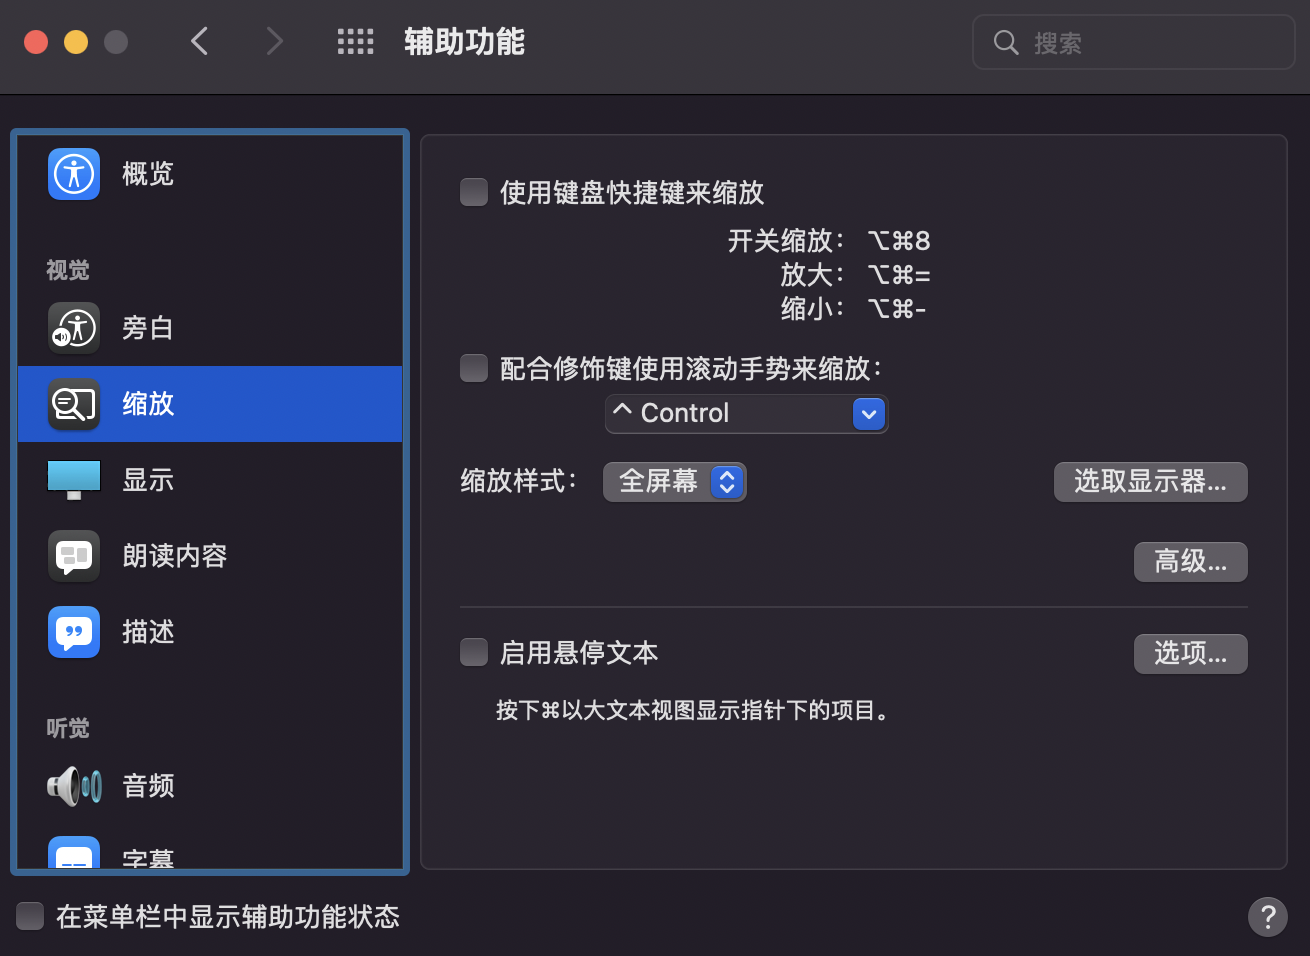 辅助功能
搜索
概览
视觉
旁白
缩放
显示
朗读内容
描述
听觉
音频
字幕
使用键盘快捷键来缩放
开关缩放： ⌥⌘8
放大： ⌥⌘=
缩小： ⌥⌘-
配合修饰键使用滚动手势来缩放：
^ Control
缩放样式： 全屏幕
选取显示器...
高级...
启用悬停文本
选项...
按下⌘以大文本视图显示指针下的项目。
在菜单栏中显示辅助功能状态
?